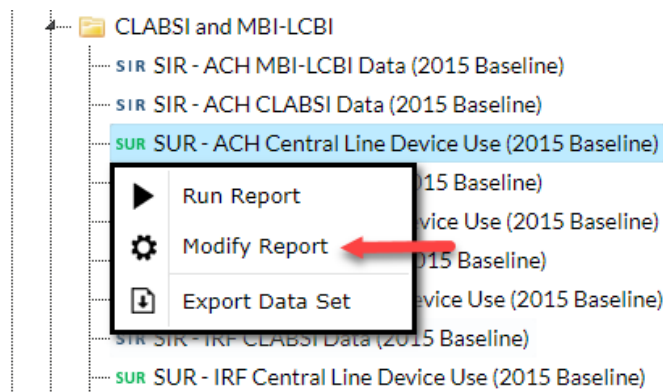 CLABSI and MBI-LCBI
SIR SIR - ACH MBI-LCBI Data (2015 Baseline)
SIR SIR - ACH CLABSI Data (2015 Baseline)
SUR SUR - ACH Central Line Device Use (2015 Baseline)
Run Report
015 Baseline)
vice Use (2015 Baseline)
Modify Report
015 Baseline)
Export Data Set
evice Use (2015 Baseline)
SIR SIR - IRF CLABSI Data (2015 Baseline)
SUR SUR - IRF Central Line Device Use (2015 Baseline)